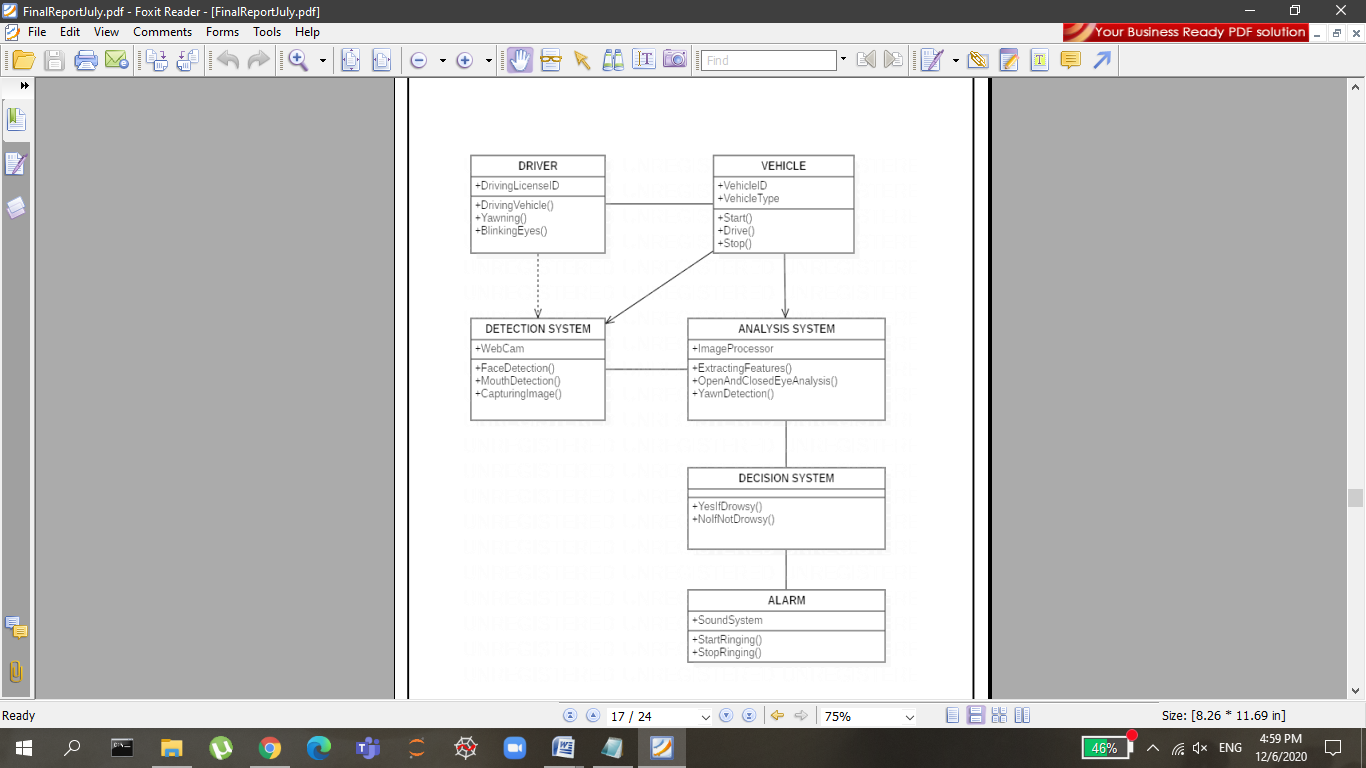 FinalReportJuly.pdf - Foxit Reader - [FinalReportJuly.pdf]
File Edit View Comments Forms Tools Help
Your Business Ready PDF solution
Find
DRIVER
+DrivingLicenseID
+DrivingVehicle()
+Yawning()
+BlinkingEyes()
VEHICLE
+VehicleID
+VehicleType
+Start()
+Drive()
+Stop()
DETECTION SYSTEM
+WebCam
+FaceDetection()
+MouthDetection()
+CapturingImage()
ANALYSIS SYSTEM
+ImageProcessor
+ExtractingFeatures()
+OpenAndClosedEyeAnalysis()
+YawnDetection()
DECISION SYSTEM
+YesIfDrowsy()
+NoIfNotDrowsy()
ALARM
+SoundSystem
+StartRinging()
+StopRinging()
Ready
17 / 24
75%
Size: [8.26 * 11.69 in]
46%
ENG
4:59 PM
12/6/2020